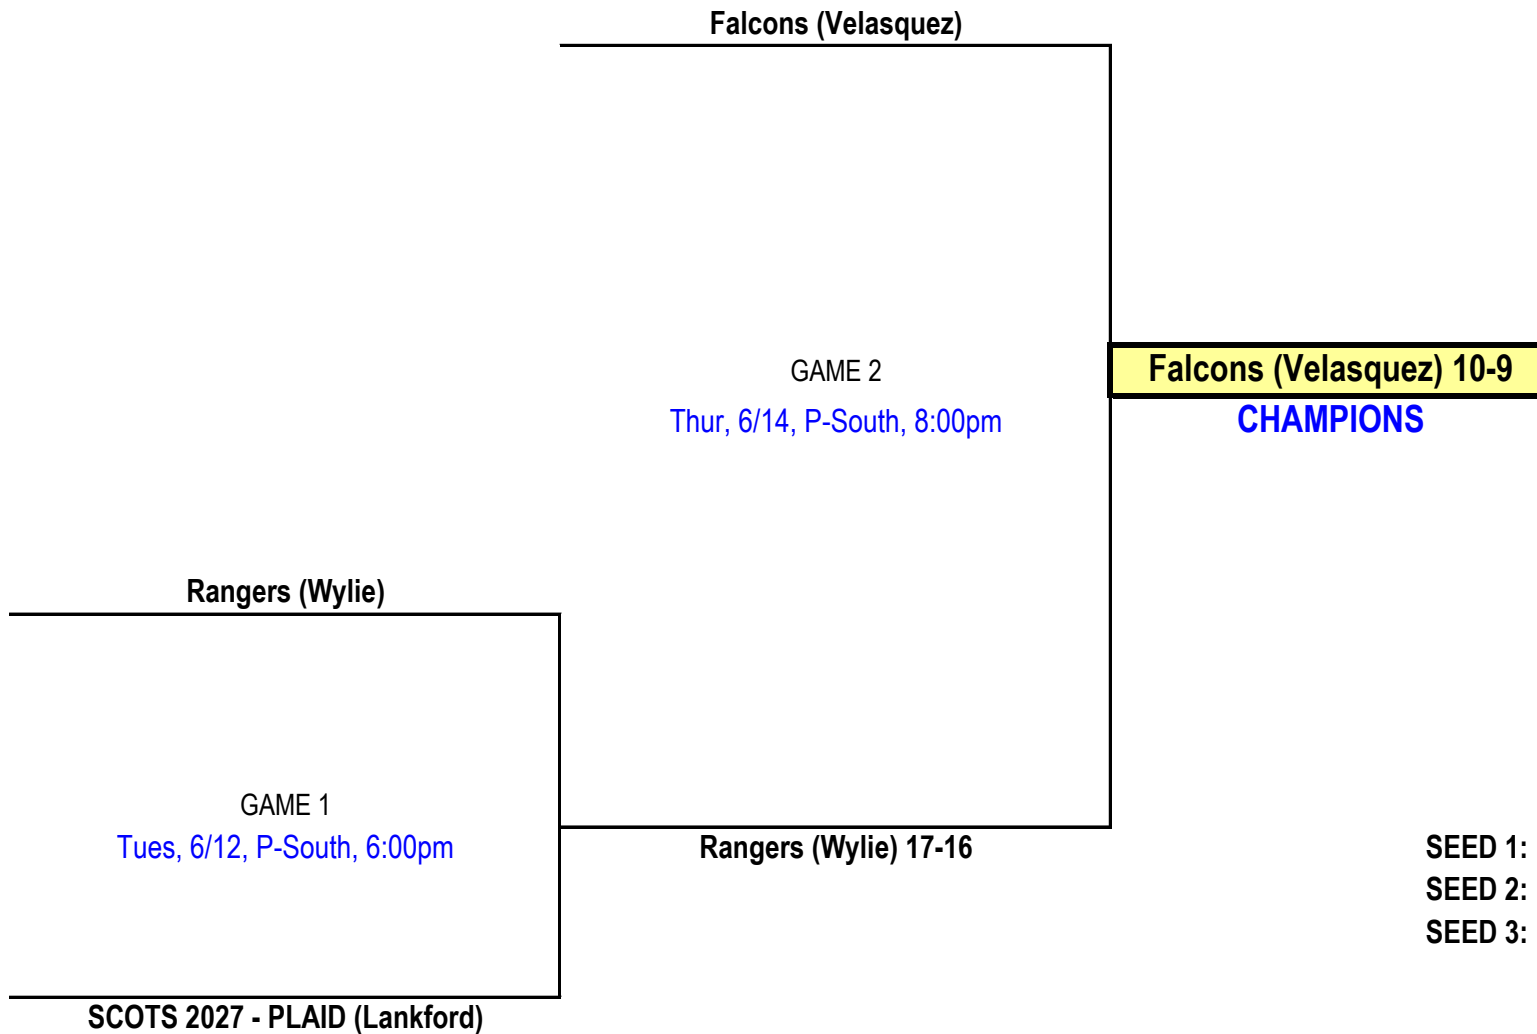 Falcons (Velasquez)
GAME 2
Thur, 6/14, P-South, 8:00pm
Falcons (Velasquez) 10-9
CHAMPIONS
Rangers (Wylie)
GAME 1
Tues, 6/12, P-South, 6:00pm
Rangers (Wylie) 17-16
SEED 1:
SEED 2:
SEED 3:
SCOTS 2027 - PLAID (Lankford)